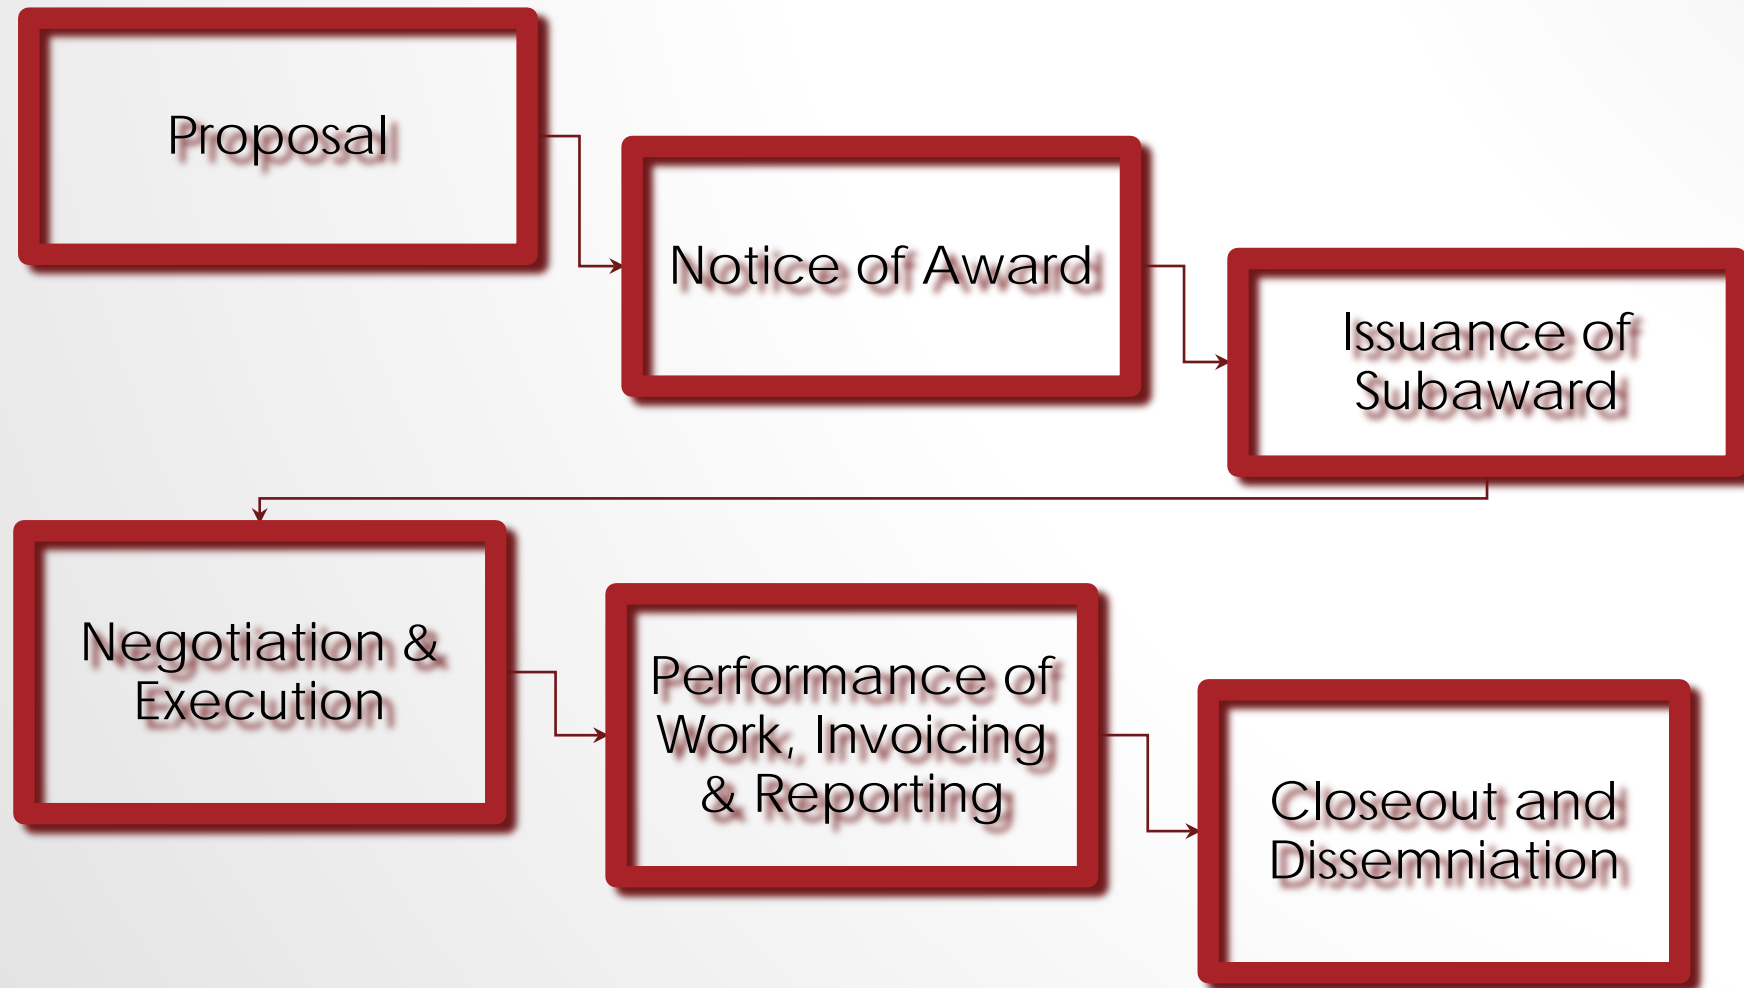 Proposal
Notice of Award
Issuance of
Subaward
Negotiation &
Execution
Performance of
Work, Invoicing
& Reporting
Closeout and
Dissemniation